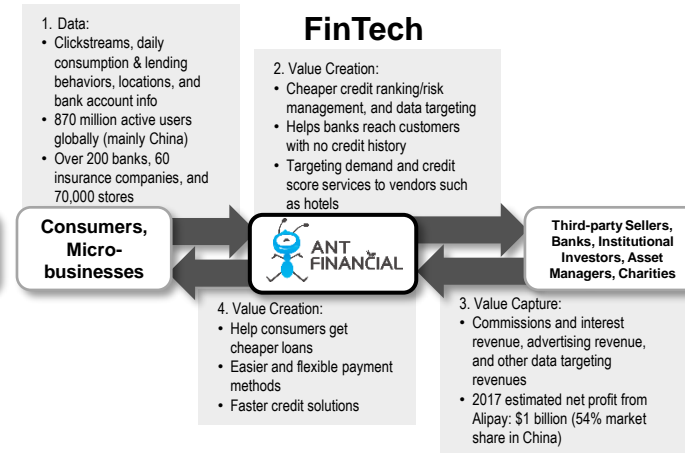 FinTech
1. Data:
• Clickstreams, daily
consumption & lending
behaviors, locations, and
bank account info
• 870 million active users
globally (mainly China)
• Over 200 banks, 60
insurance companies, and
70,000 stores
2. Value Creation:
• Cheaper credit ranking/risk
management, and data targeting
• Helps banks reach customers
with no credit history
• Targeting demand and credit
score services to vendors such
as hotels
Consumers,
Micro-
businesses
ANT
FINANCIAL
Third-party Sellers,
Banks, Institutional
Investors, Asset
Managers, Charities
4. Value Creation:
• Help consumers get
cheaper loans
• Easier and flexible payment
methods
• Faster credit solutions
3. Value Capture:
• Commissions and interest
revenue, advertising revenue,
and other data targeting
revenues
• 2017 estimated net profit from
Alipay: $1 billion (54% market
share in China)